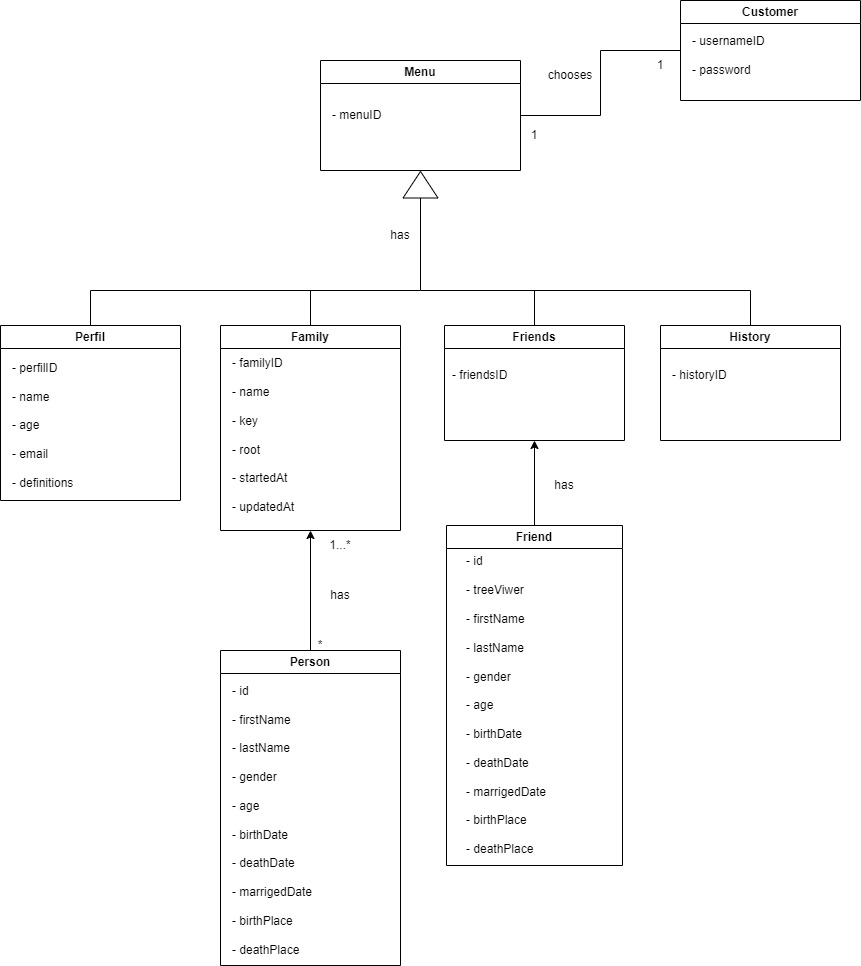 Customer
- usernameID
- password
1
chooses
Menu
- menuID
1
has
Perfil
- perfilID
- name
- age
- email
- definitions
Family
- familyID
- name
- key
- root
- startedAt
- updatedAt
Friends
- friendsID
History
- historyID
1...*
has
*
has
Person
- id
- firstName
- lastName
- gender
- age
- birthDate
- deathDate
- marrigedDate
- birthPlace
- deathPlace
Friend
- id
- treeViwer
- firstName
- lastName
- gender
- age
- birthDate
- deathDate
- marrigedDate
- birthPlace
- deathPlace